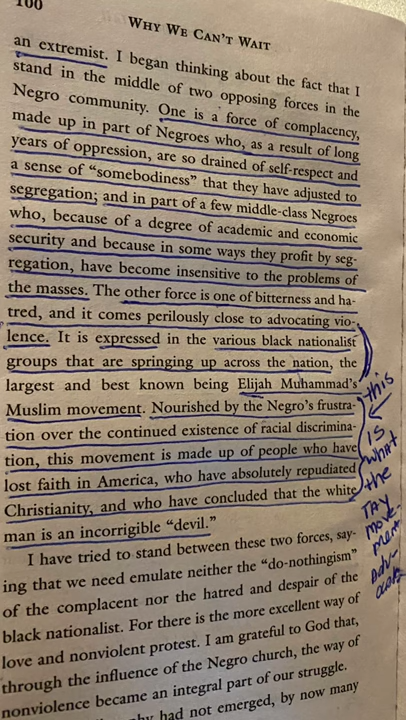 100
WHY WE CAN'T WAIT
an extremist. I began thinking about the fact that I
stand in the middle of two opposing forces in the
Negro community. One is a force of complacency,
made up in part of Negroes who, as a result of long
years of oppression, are so drained of self-respect and
a sense of “somebodiness” that they have adjusted to
segregation; and in part of a few middle-class Negroes
who, because of a degree of academic and economic
security and because in some ways they profit by seg-
regation, have become insensitive to the problems of
the masses. The other force is one of bitterness and ha-
tred, and it comes perilously close to advocating vio-
lence. It is expressed in the various black nationalist
groups that are springing up across the nation, the
largest and best known being Elijah Muhammad's
Muslim movement. Nourished by the Negro's frustra-
tion over the continued existence of racial discrimina-
tion, this movement is made up of people who have
lost faith in America, who have absolutely repudiated
Christianity, and who have concluded that the white
man is an incorrigible “devil.”
I have tried to stand between these two forces, say-
ing that we need emulate neither the “do-nothingism”
of the complacent nor the hatred and despair of the
black nationalist. For there is the more excellent way of
love and nonviolent protest. I am grateful to God that,
through the influence of the Negro church, the way of
nonviolence became an integral part of our struggle.
had not emerged, by now many
this
is
what
the
move-
ment